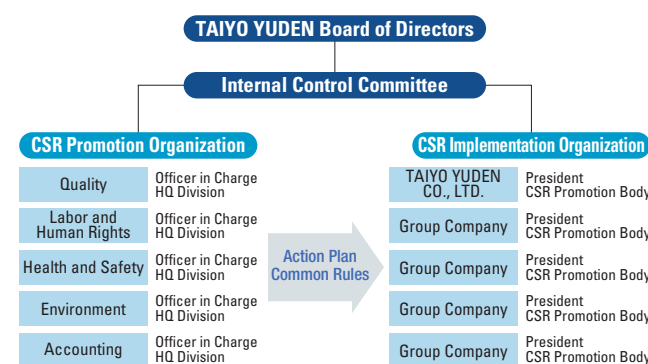 TAIYO YUDEN Board of Directors
Internal Control Committee
CSR Promotion Organization
Quality
Officer in Charge
HQ Division
Labor and
Human Rights
Officer in Charge
HQ Division
Health and Safety
Officer in Charge
HQ Division
Environment
Officer in Charge
HQ Division
Accounting
Officer in Charge
HQ Division
Action Plan
Common Rules
CSR Implementation Organization
TAIYO YUDEN
CO., LTD.
President
CSR Promotion Body
Group Company
President
CSR Promotion Body
Group Company
President
CSR Promotion Body
Group Company
President
CSR Promotion Body
Group Company
President
CSR Promotion Body